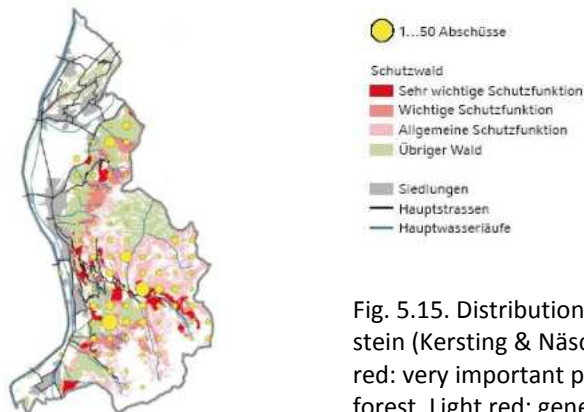 1...50 Abschüsse
Schutzwald
Sehr wichtige Schutzfunktion
Wichtige Schutzfunktion
Allgemeine Schutzfunktion
Übriger Wald
Siedlungen
Hauptstrassen
Hauptwasserläufe
Fig. 5.15. Distribution
stein (Kersting & Näsc
red: very important p
forest. Light red: gene